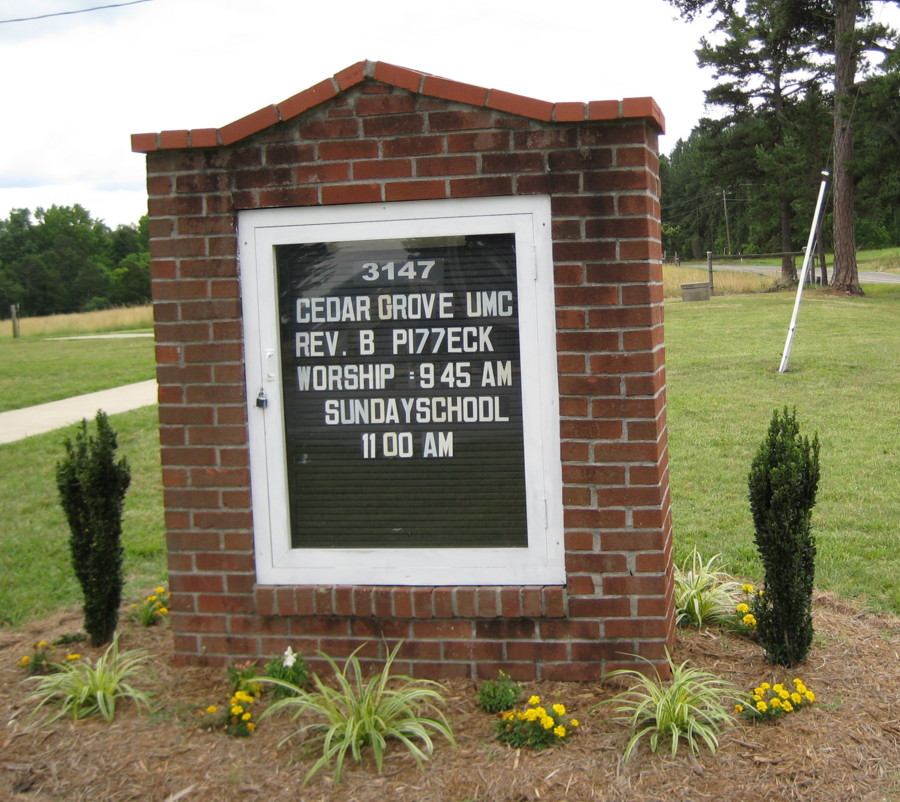 3147
CEDAR GROVE UMC
REV. B PI77ECK
WORSHIP : 9 45 AM
SUNDAYSCHODL
11 00 AM